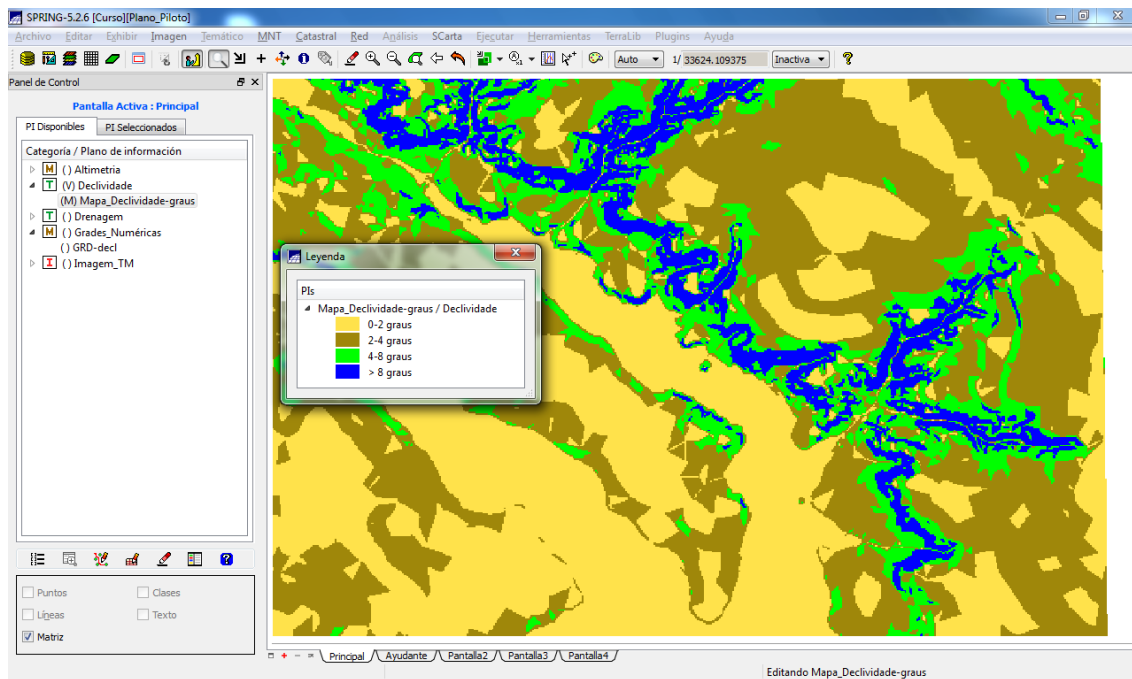 SPRING-5.2.6 [Curso][Plano_Piloto]
Archivo Editar Exhibir Imagen Temático MNT Catastral Red Análisis SCarta Ejecutar Herramientas TerraLib Plugins Ayuda
Auto 1/ 33624.109375 Inactiva
Panel de Control
Pantalla Activa : Principal
PI Disponibles PI Seleccionados
Categoría / Plano de información
M () Altimetria
T (V) Declividade
(M) Mapa_Declividade-graus
T () Drenagem
M () Grades_Numéricas
() GRD-decl
I () Imagem_TM
Leyenda
PIs
Mapa_Declividade-graus / Declividade
0-2 graus
2-4 graus
4-8 graus
> 8 graus
Puntos Clases
Líneas Texto
Matriz
Principal Ayudante Pantalla2 Pantalla3 Pantalla4
Editando Mapa_Declividade-graus